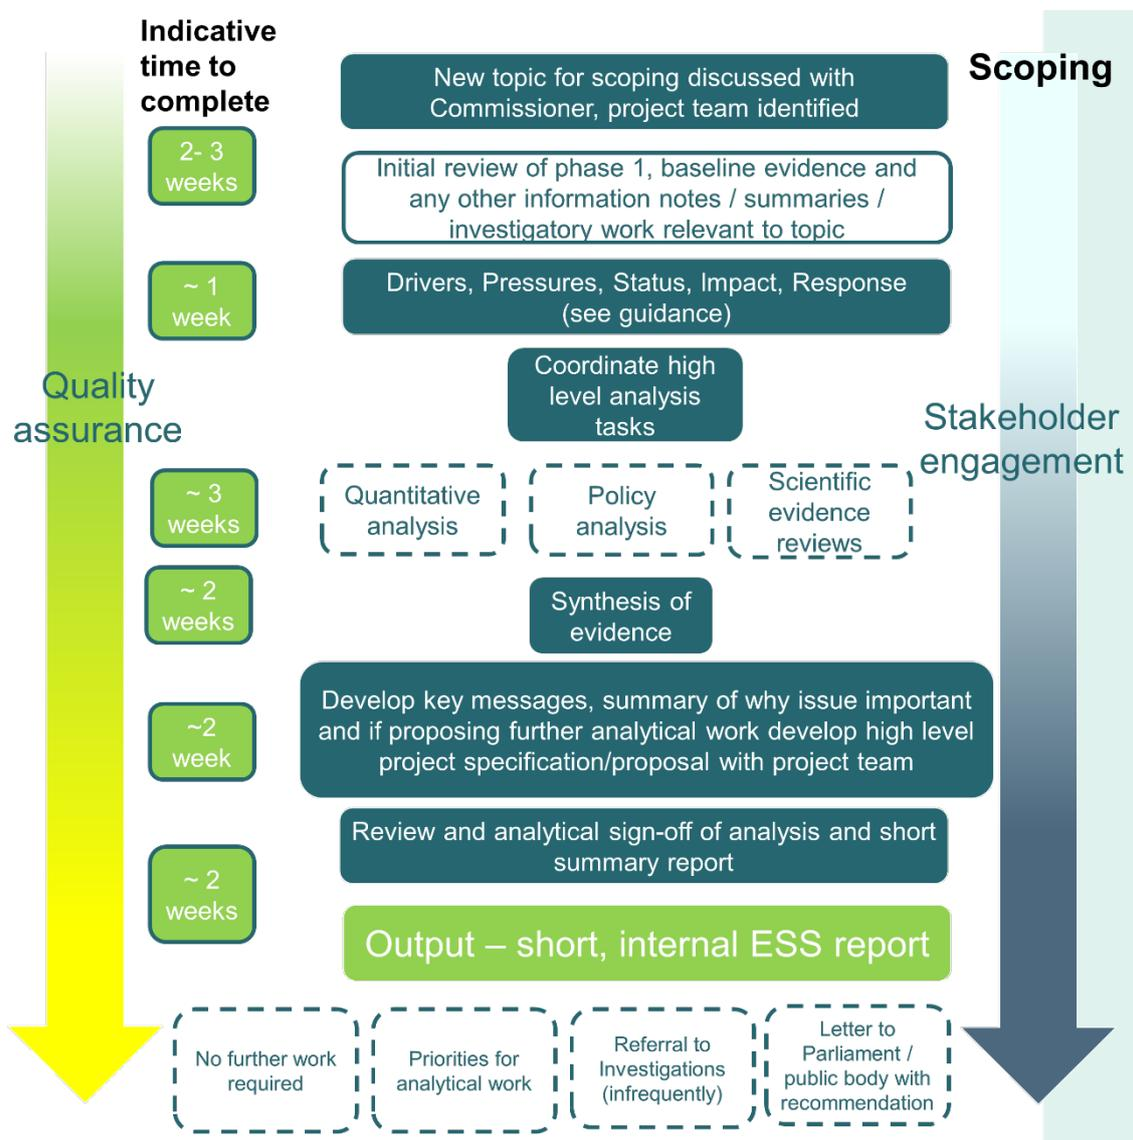 Indicative
time to
complete
Scoping
New topic for scoping discussed with
Commissioner, project team identified
2- 3
weeks
Initial review of phase 1, baseline evidence and
any other information notes / summaries /
investigatory work relevant to topic
~ 1
week
Drivers, Pressures, Status, Impact, Response
(see guidance)
Quality
assurance
Coordinate high
level analysis
tasks
Stakeholder
engagement
~ 3
weeks
Quantitative
analysis
Policy
analysis
Scientific
evidence
reviews
~ 2
weeks
Synthesis of
evidence
~2
week
Develop key messages, summary of why issue important
and if proposing further analytical work develop high level
project specification/proposal with project team
Review and analytical sign-off of analysis and short
summary report
~ 2
weeks
Output – short, internal ESS report
No further work
required
Priorities for
analytical work
Referral to
Investigations
(infrequently)
Letter to
Parliament /
public body with
recommendation